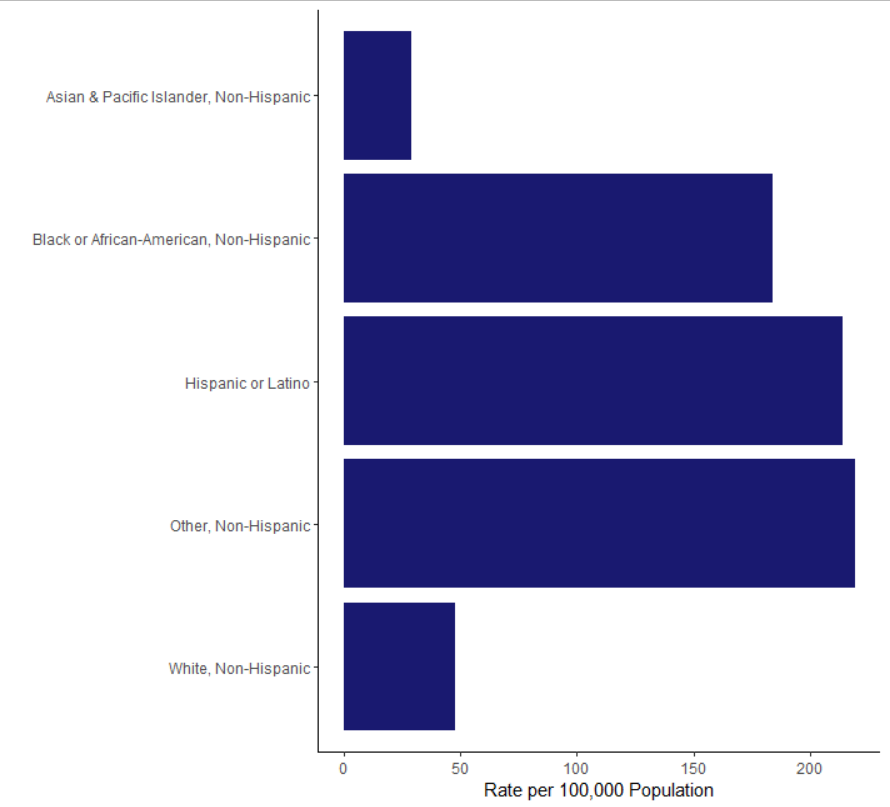 Asian & Pacific Islander, Non-Hispanic
Black or African-American, Non-Hispanic
Hispanic or Latino
Other, Non-Hispanic
White, Non-Hispanic
0 50 100 150 200
Rate per 100,000 Population